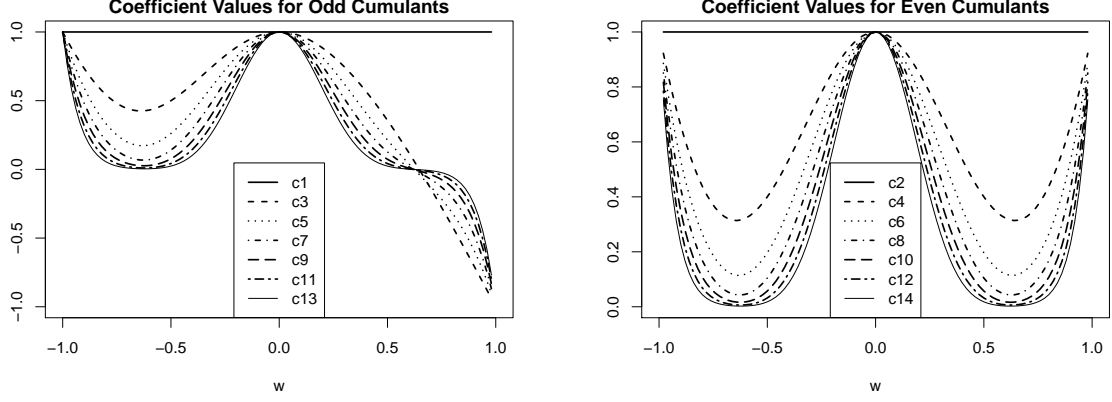 Coefficient Values for Odd Cumulants
1.0
0.5
0.0
−0.5
−1.0
c1
c3
c5
c7
c9
c11
c13
−1.0 −0.5 0.0 0.5 1.0
w
Coefficient Values for Even Cumulants
1.0
0.8
0.6
0.4
0.2
0.0
c2
c4
c6
c8
c10
c12
c14
−1.0 −0.5 0.0 0.5 1.0
w